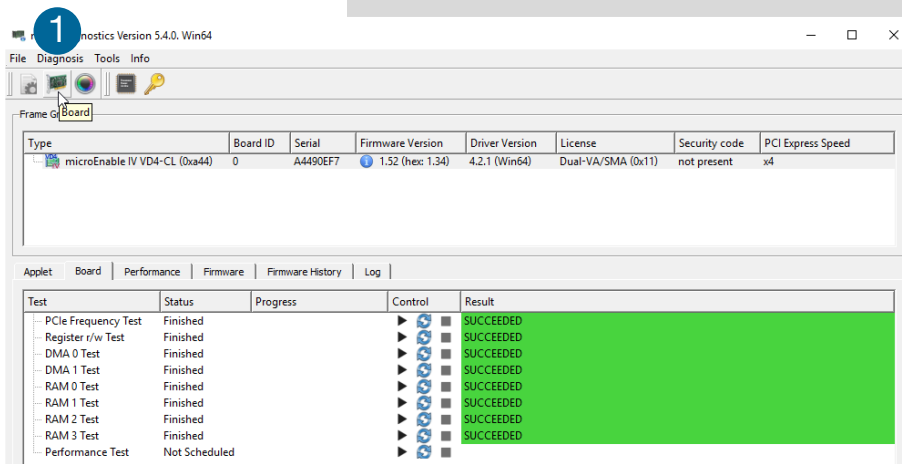 1
nostics Version 5.4.0. Win64
File Diagnosis Tools Info
Board
Frame G
Type Board ID Serial Firmware Version Driver Version License Security code PCI Express Speed
microEnable IV VD4-CL (0xa44) 0 A4490EF7 1.52 (hex: 1.34) 4.2.1 (Win64) Dual-VA/SMA (0x11) not present x4
Applet Board Performance Firmware Firmware History Log
Test Status Progress Control Result
PCIe Frequency Test Finished SUCCEEDED
Register r/w Test Finished SUCCEEDED
DMA 0 Test Finished SUCCEEDED
DMA 1 Test Finished SUCCEEDED
RAM 0 Test Finished SUCCEEDED
RAM 1 Test Finished SUCCEEDED
RAM 2 Test Finished SUCCEEDED
RAM 3 Test Finished SUCCEEDED
Performance Test Not Scheduled